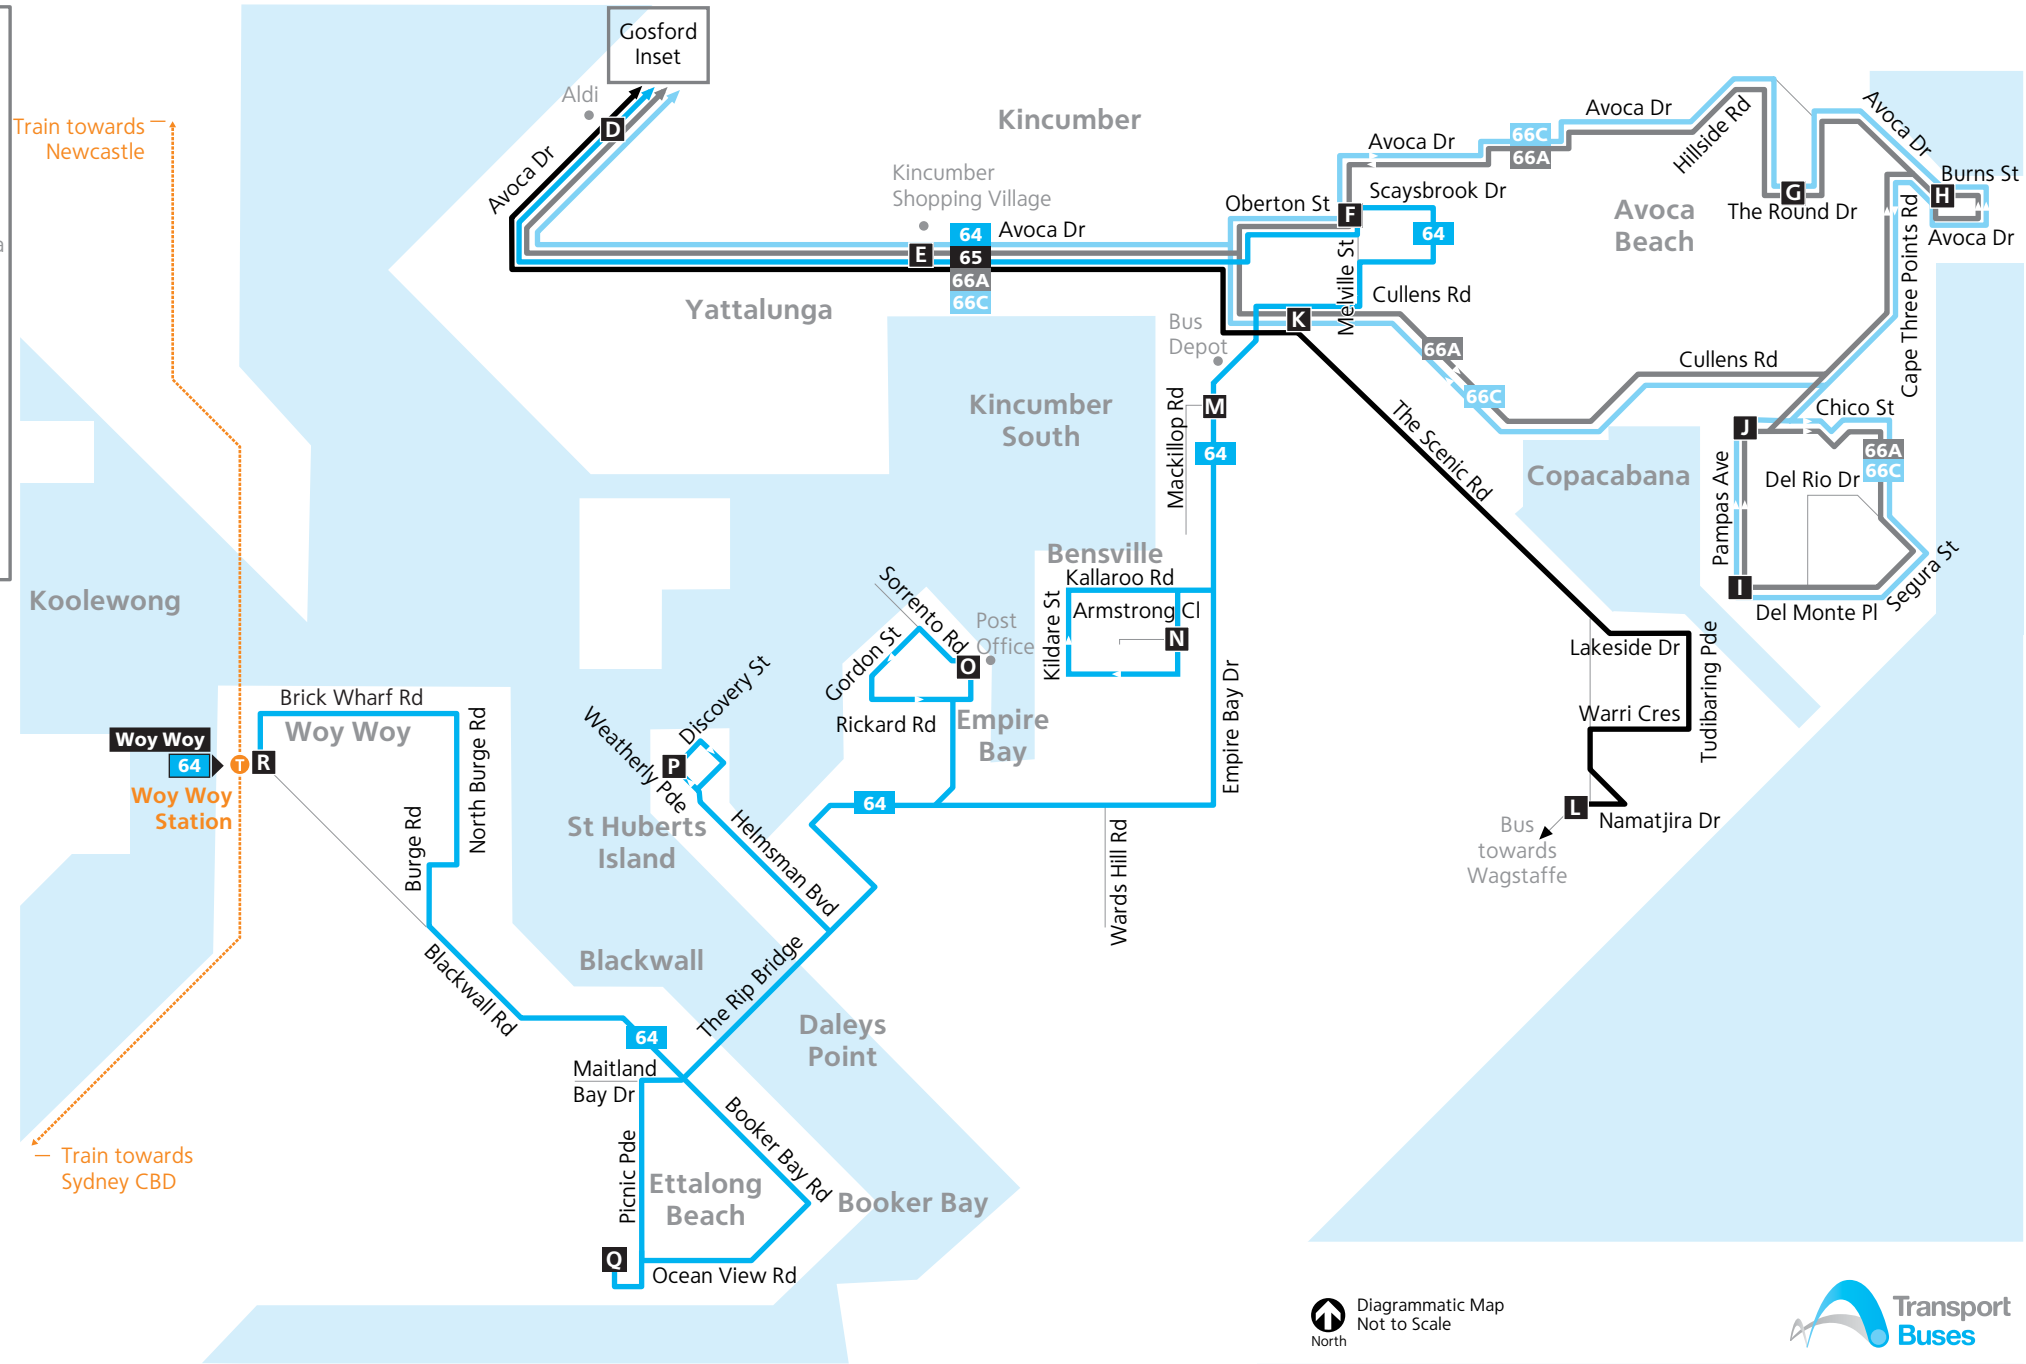 Gosford
Inset
Aldi
D
Avoca Dr
Train towards
Newcastle
Kincumber
Kincumber
Shopping Village
E
64
65
66A
66C
Avoca Dr
Yattalunga
Oberton St
F
Scaysbrook Dr
64
Melville St
Cullens Rd
K
Avoca Dr
66C
66A
Avoca Dr
Hillside Rd
G
The Round Dr
Avoca
Beach
Avoca Dr
Burns St
H
Avoca Dr
Cape Three Points Rd
Cullens Rd
66A
66C
Bus
Depot
M
Mackillop Rd
64
Kincumber
South
The Scenic Rd
Copacabana
J
Chico St
66A
66C
Del Rio Dr
Pampas Ave
I
Del Monte Pl
Segura St
a
Koolewong
Bensville
Kallaroo Rd
Armstrong Cl
N
Kildare St
Empire Bay Dr
Sorrento Rd
Post
Office
O
Gordon St
Rickard Rd
Empire
Bay
Lakeside Dr
Tudibaring Pde
Warri Cres
L
Namatjira Dr
Bus
towards
Wagstaffe
Brick Wharf Rd
Woy Woy
Woy Woy
64
T
R
Woy Woy
Station
Burge Rd
North Burge Rd
Discovery St
Weatherly Pde
P
St Huberts
Island
Helmsman Bvd
64
Wards Hill Rd
Blackwall
Blackwall Rd
The Rip Bridge
64
Daleys
Point
Maitland
Bay Dr
Picnic Pde
Booker Bay Rd
Ettalong
Beach
Booker Bay
Q
Ocean View Rd
Train towards
Sydney CBD
North
Diagrammatic Map
Not to Scale
Transport
Buses